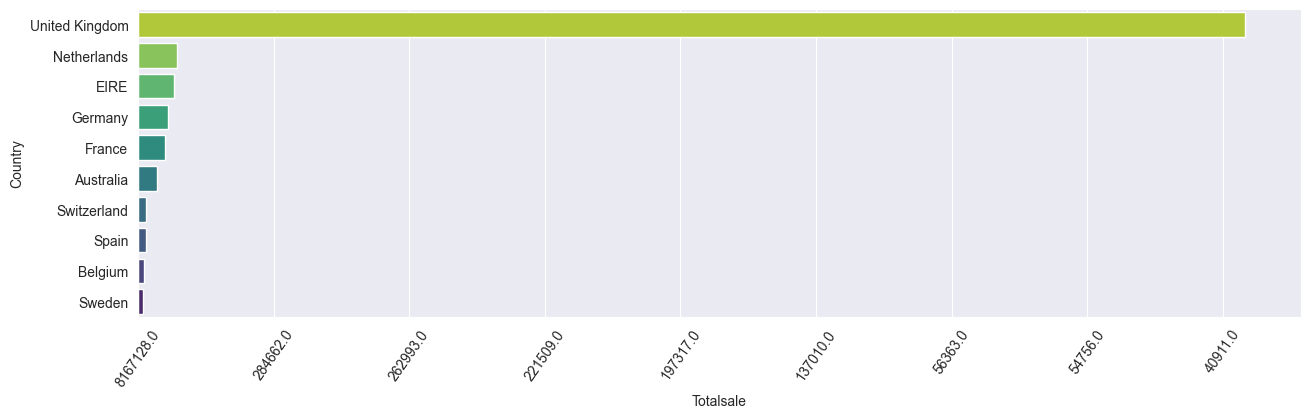 United Kingdom
Netherlands
EIRE
Germany
France
Australia
Switzerland
Spain
Belgium
Sweden
Country
8167128.0
284662.0
262993.0
221509.0
197317.0
137010.0
56363.0
54756.0
40911.0
Totalsale